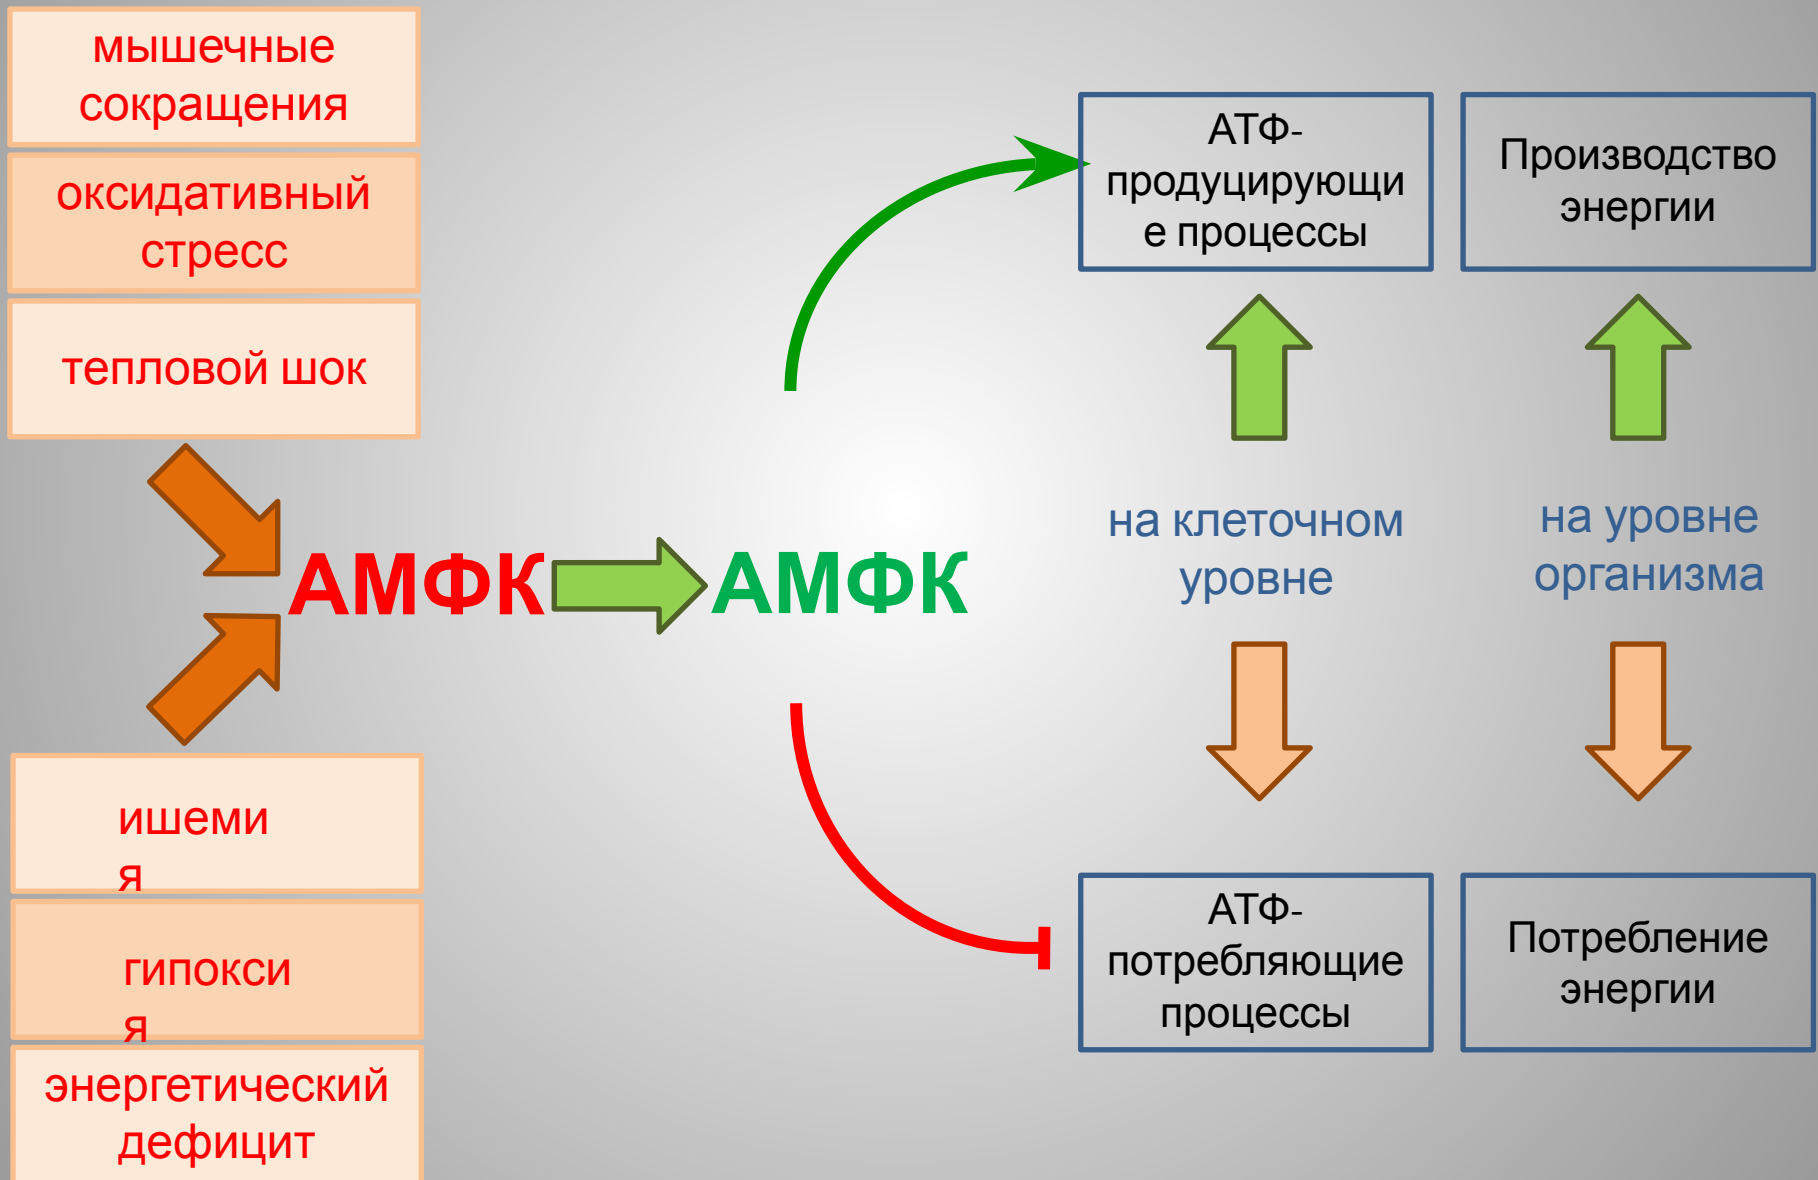 мышечные
сокращения
оксидативный
стресс
тепловой шок
АМФК
АМФК
ишеми
я
гипокси
я
энергетический
дефицит
АТФ-
продуцирующи
е процессы
Производство
энергии
на клеточном
уровне
на уровне
организма
АТФ-
потребляющие
процессы
Потребление
энергии